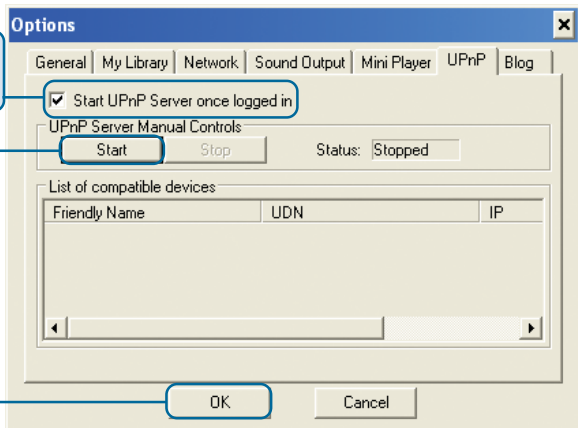 Options
General My Library Network Sound Output Mini Player UPnP Blog
Start UPnP Server once logged in
UPnP Server Manual Controls
Start Stop Status: Stopped
List of compatible devices
Friendly Name UDN IP
OK Cancel